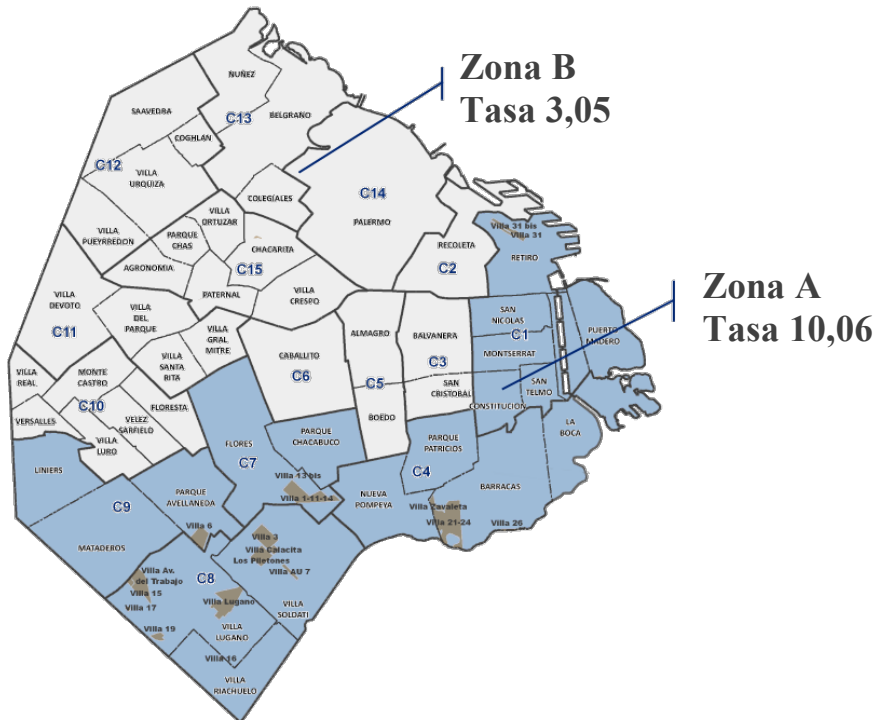 Zona B
Tasa 3,05
Zona A
Tasa 10,06
NUÑEZ
SAAVEDRA
C13
BELGRANO
COGHLAN
C12
VILLA
URQUIZA
COLEGIALES
C14
PALERMO
VILLA
ORTUZAR
VILLA
PUEYRREDON
PARQUE
CHAS
CHACARITA
C15
AGRONOMIA
PATERNAL
VILLA
CRESPO
RECOLETA
C2
Villa 31 bis
Villa 31
RETIRO
VILLA
DEVOTO
C11
VILLA
DEL
PARQUE
VILLA
GRAL
MITRE
VILLA
SANTA
RITA
ALMAGRO
BALVANERA
SAN
NICOLAS
C1
PUERTO
MADERO
MONTSERRAT
CABALLITO
C6
C5
C3
SAN
CRISTOBAL
SAN
TELMO
CONSTITUCION
VILLA
REAL
MONTE
CASTRO
C10
VERSALLES
VELEZ
SARFIELD
FLORESTA
VILLA
LURO
BOEDO
LA
BOCA
LINIERS
FLORES
C7
PARQUE
CHACABUCO
PARQUE
PATRICIOS
C4
Villa 13 bis
Villa 1-11-14
NUEVA
POMPEYA
BARRACAS
Villa Zavaleta
Villa 21-24
Villa 26
PARQUE
AVELLANEDA
C9
MATADEROS
Villa 6
Villa 3
Villa Calacita
Los Piletones
Villa AU 7
Villa Av.
del Trabajo
Villa 15
Villa 17
C8
Villa Lugano
VILLA
SOLDATI
Villa 19
VILLA
LUGANO
Villa 16
VILLA
RIACHUELO